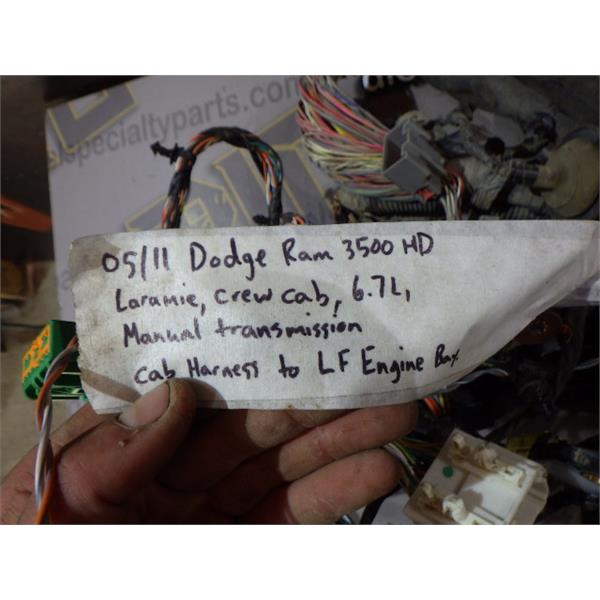 specialtyparts.com
05/11 Dodge Ram 3500 HD
Laramie, crew cab, 6.7L,
Manual transmission
cab Harness to LF Engine Bay.